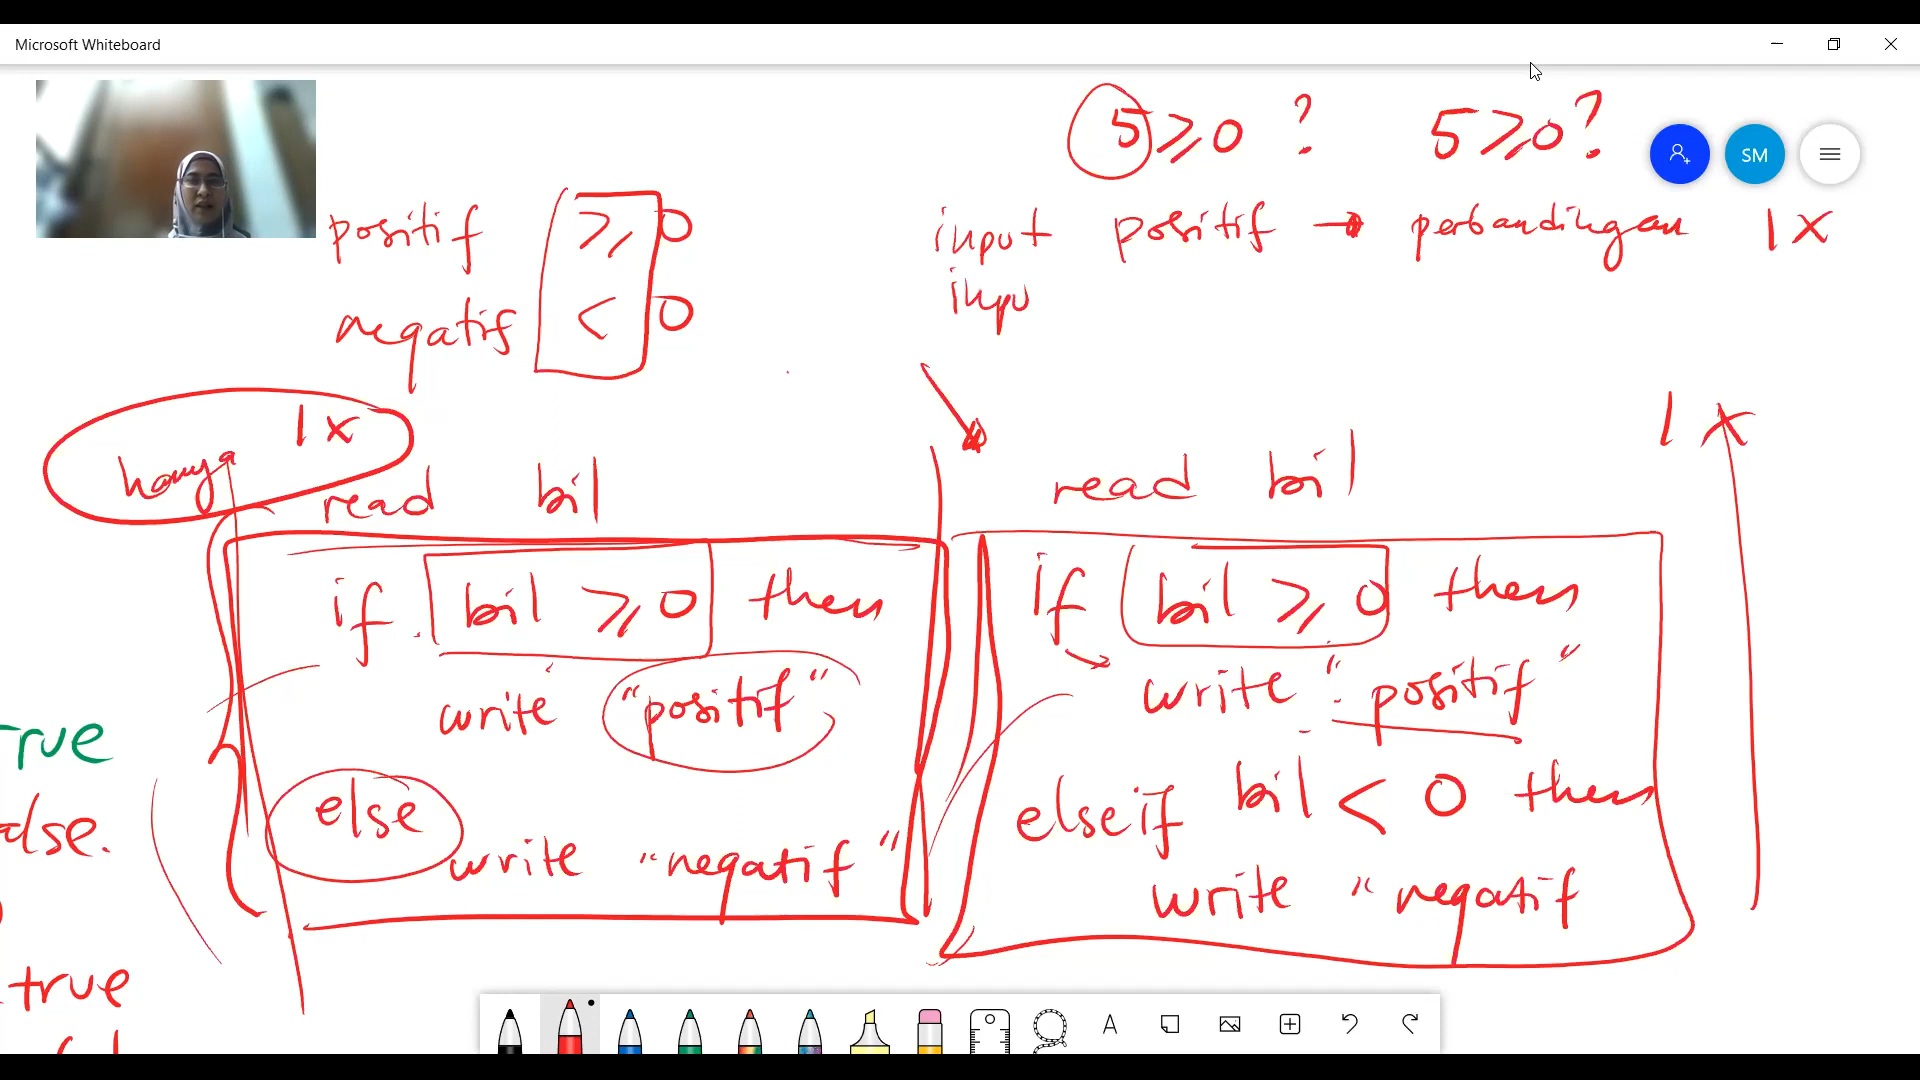 Microsoft Whiteboard
5 ≥ 0 ? 5 ≥ 0 ?
SM
positif ≥ 0
negatif < 0
input positif → perbandingan 1X
inpu
hanya 1X
1X
read bil
if bil ≥ 0 then
write "positif"
else
write "negatif"
read bil
if bil ≥ 0 then
write "positif"
elseif bil < 0 then
write "negatif
true